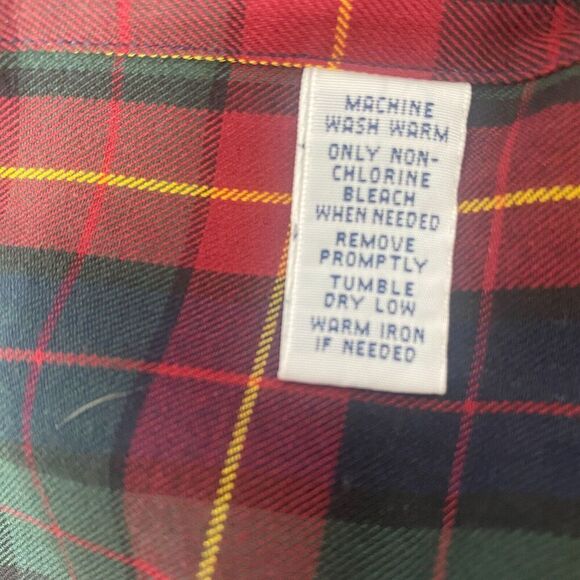 MACHINE
WASH WARM
ONLY NON-
CHLORINE
BLEACH
WHEN NEEDED
REMOVE
PROMPTLY
TUMBLE
DRY LOW
WARM IRON
IF NEEDED